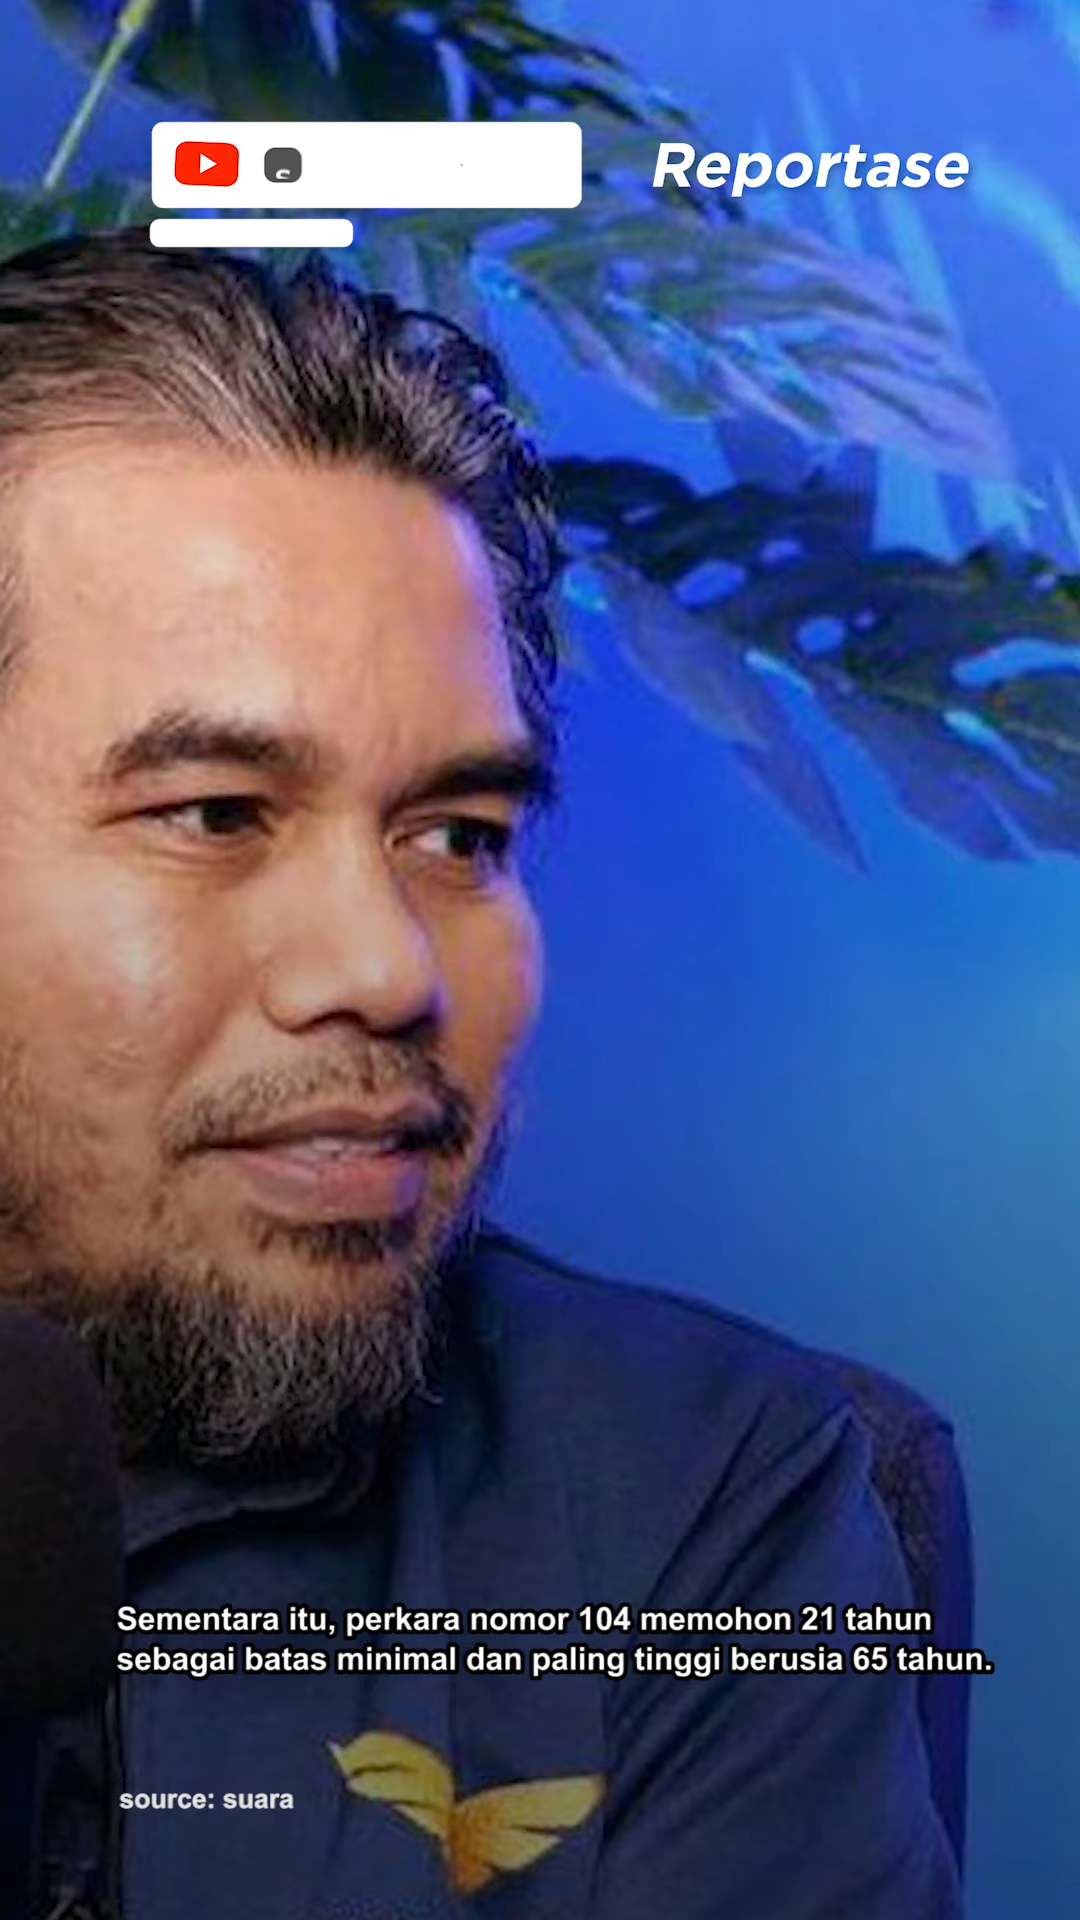 Reportase
Sementara itu, perkara nomor 104 memohon 21 tahun
sebagai batas minimal dan paling tinggi berusia 65 tahun.
source: suara